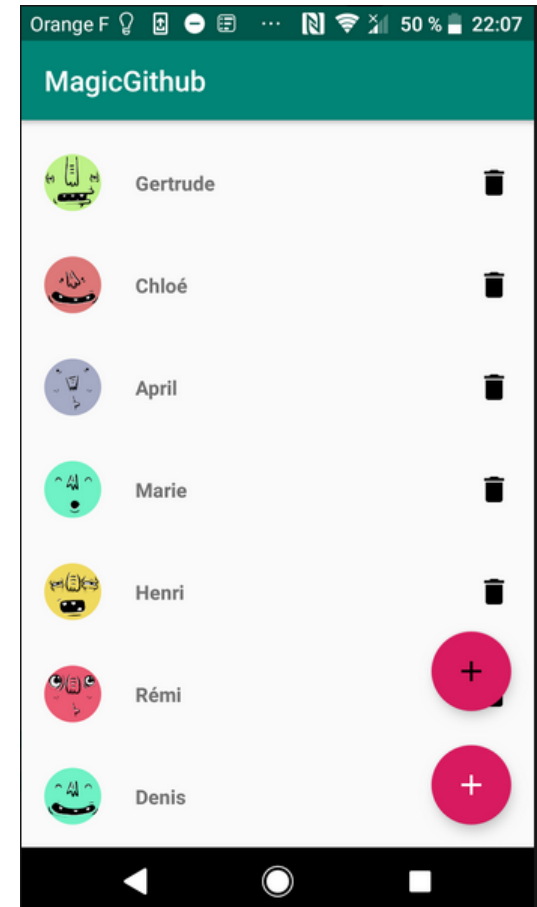 Orange F ... 50 % 22:07
MagicGithub
Gertrude
Chloé
April
Marie
Henri
Rémi
+
Denis
+